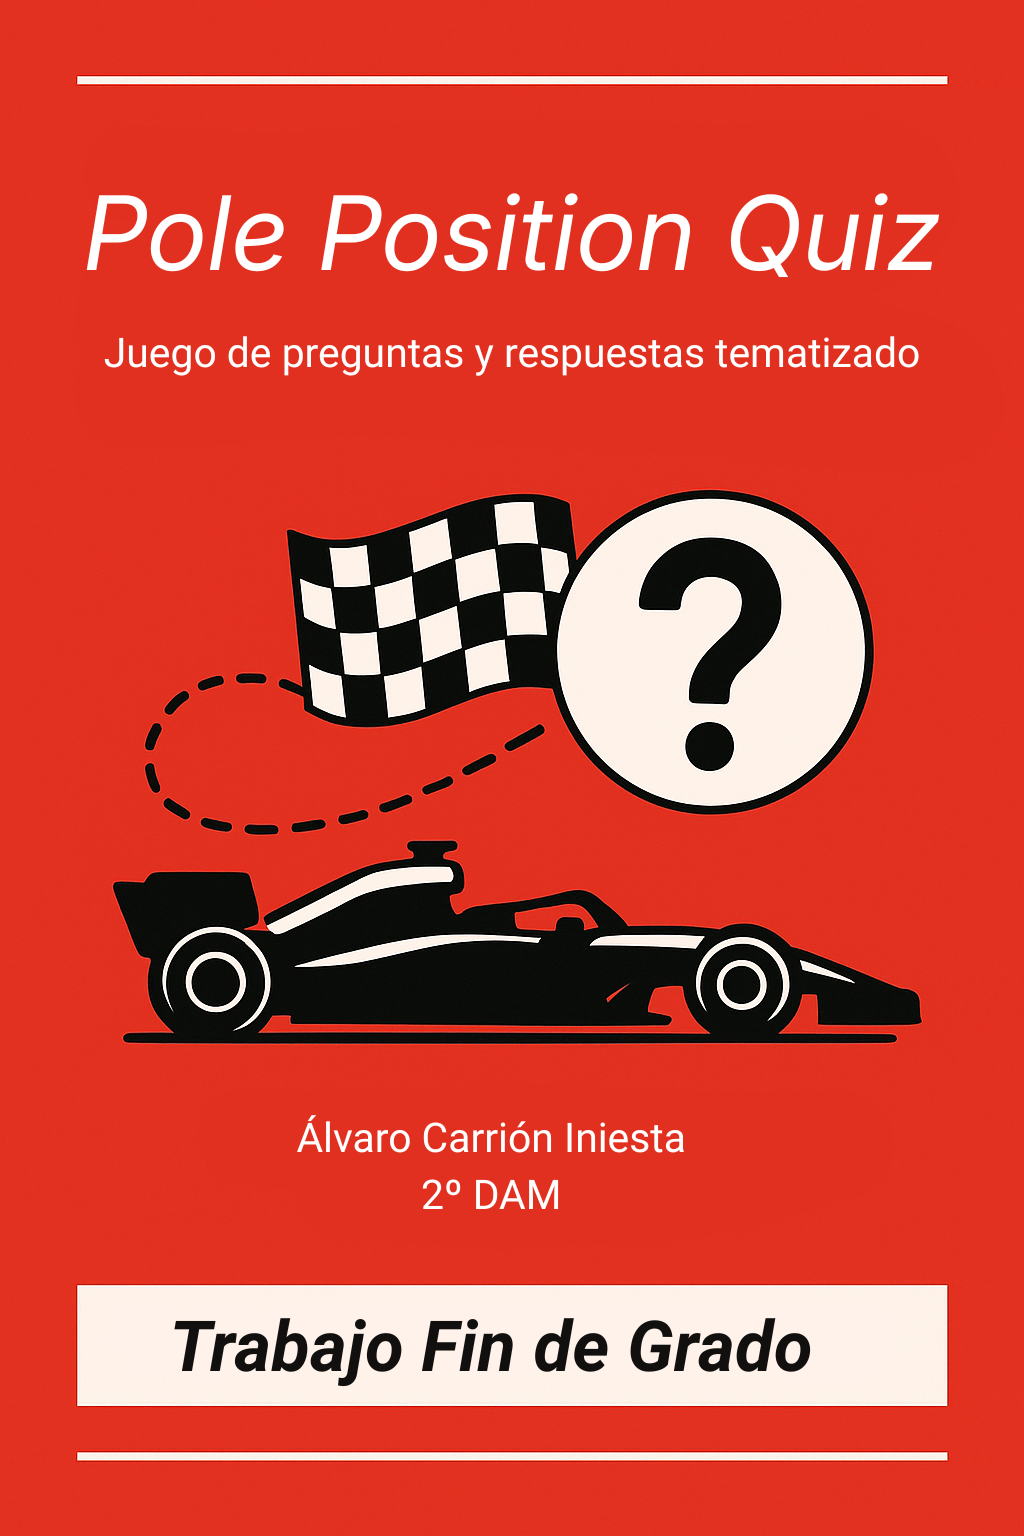 Pole Position Quiz
Juego de preguntas y respuestas tematizado
?
Álvaro Carrión Iniesta
2º DAM
Trabajo Fin de Grado